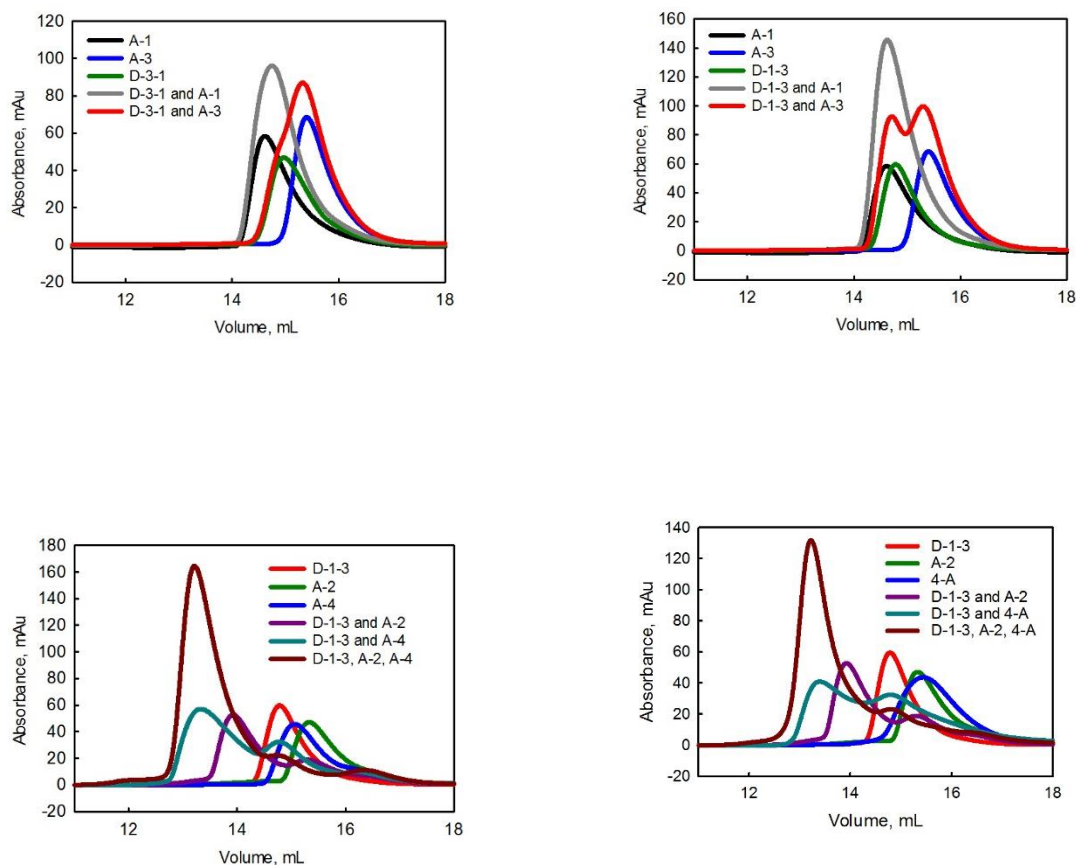 120
100
80
60
40
20
0
-20
Absorbance, mAu
A-1
A-3
D-3-1
D-3-1 and A-1
D-3-1 and A-3
12 14 16 18
Volume, mL
160
140
120
100
80
60
40
20
0
-20
Absorbance, mAu
A-1
A-3
D-1-3
D-1-3 and A-1
D-1-3 and A-3
12 14 16 18
Volume, mL
180
160
140
120
100
80
60
40
20
0
-20
Absorbance, mAu
D-1-3
A-2
A-4
D-1-3 and A-2
D-1-3 and A-4
D-1-3, A-2, A-4
12 14 16 18
Volume, mL
140
120
100
80
60
40
20
0
-20
Absorbance, mAu
D-1-3
A-2
4-A
D-1-3 and A-2
D-1-3 and 4-A
D-1-3, A-2, 4-A
12 14 16 18
Volume, mL